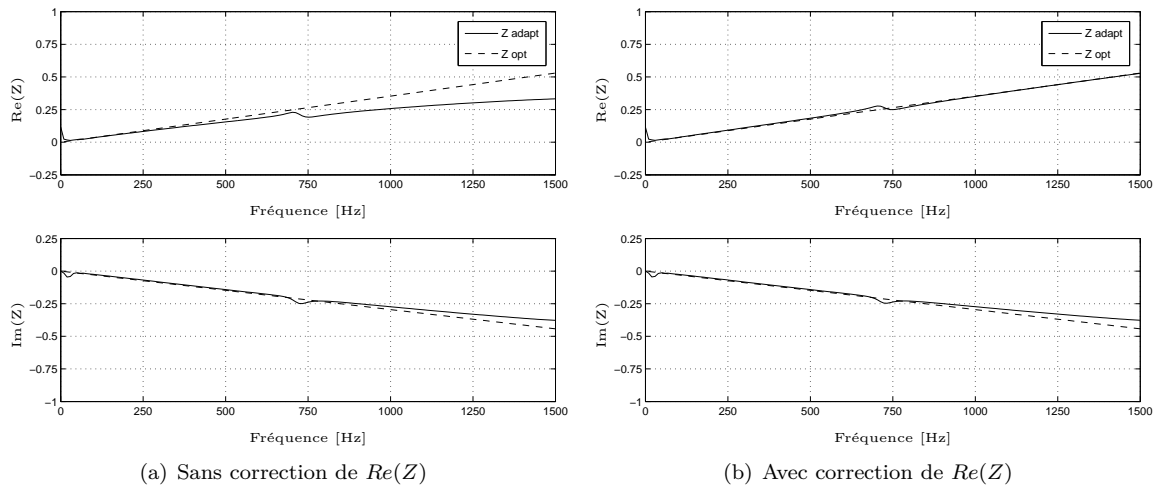 1
0.75
0.5
0.25
0
−0.25
Re(Z)
Z adapt
Z opt
0 250 500 750 1000 1250 1500
Fréquence [Hz]
0.25
0
−0.25
−0.5
−0.75
−1
Im(Z)
0 250 500 750 1000 1250 1500
Fréquence [Hz]
(a) Sans correction de Re(Z)
1
0.75
0.5
0.25
0
−0.25
Re(Z)
Z adapt
Z opt
0 250 500 750 1000 1250 1500
Fréquence [Hz]
0.25
0
−0.25
−0.5
−0.75
−1
Im(Z)
0 250 500 750 1000 1250 1500
Fréquence [Hz]
(b) Avec correction de Re(Z)